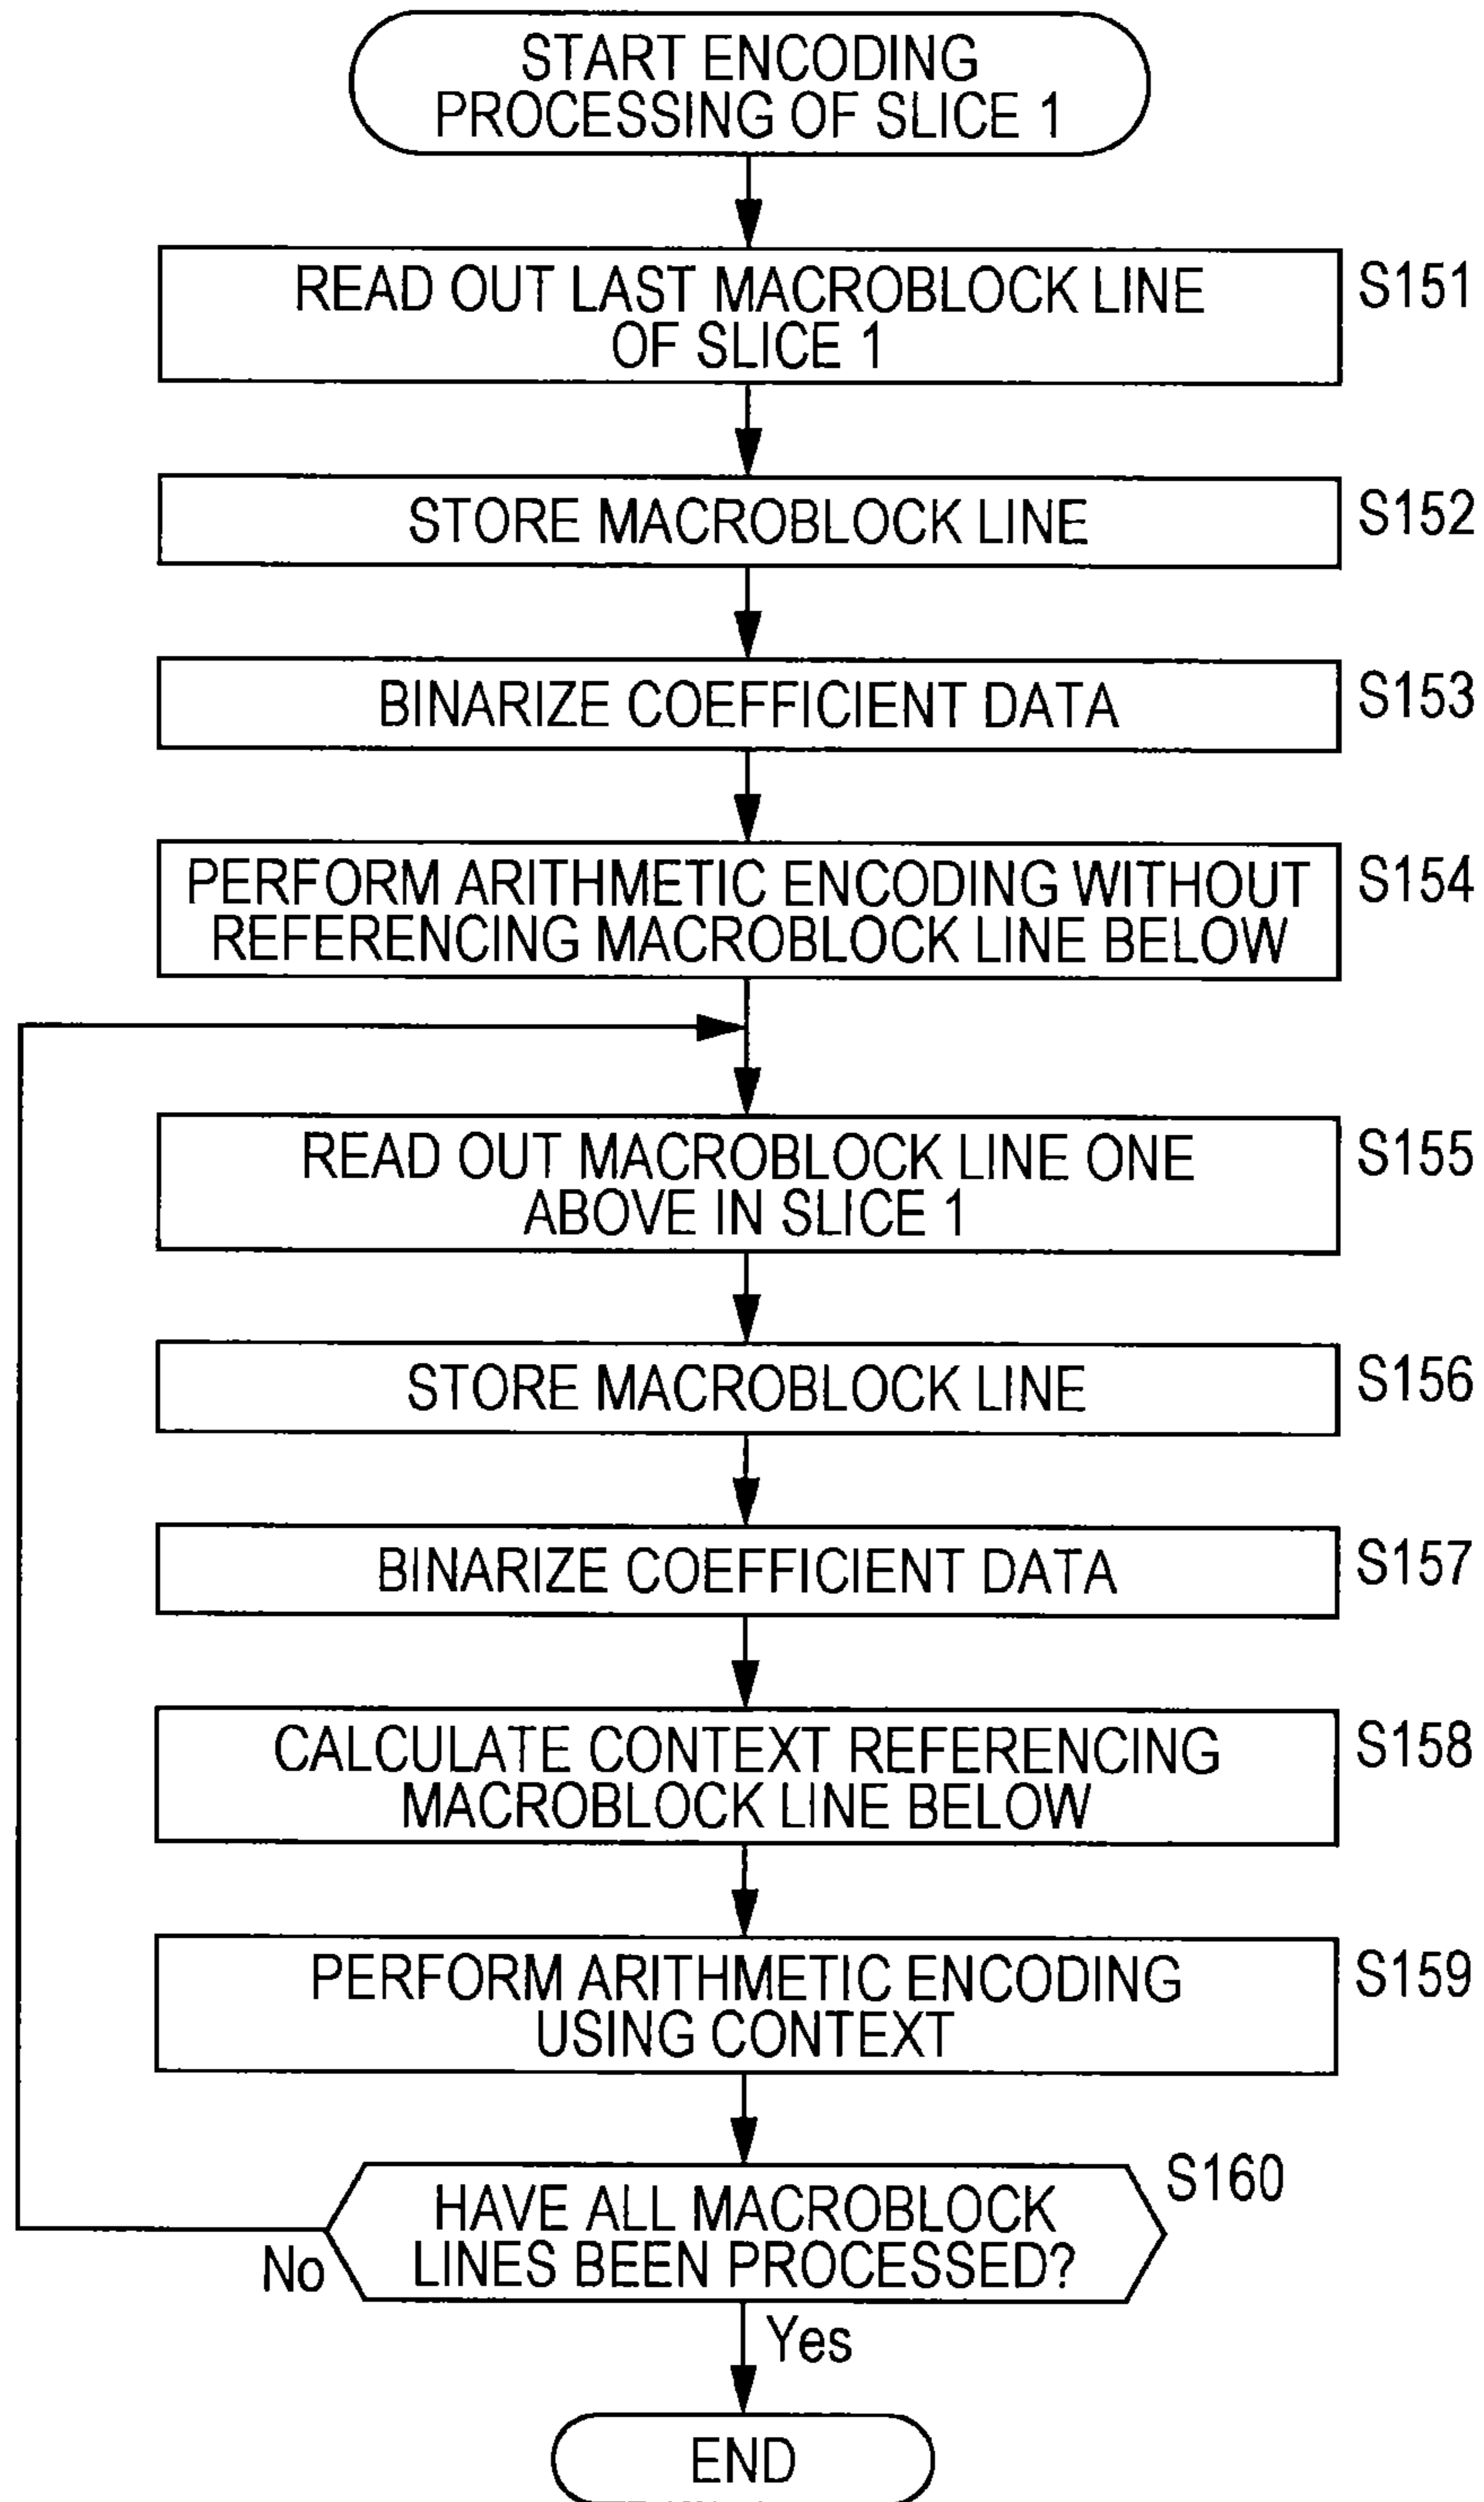 START ENCODING
PROCESSING OF SLICE 1
READ OUT LAST MACROBLOCK LINE
OF SLICE 1
S151
STORE MACROBLOCK LINE
S152
BINARIZE COEFFICIENT DATA
S153
PERFORM ARITHMETIC ENCODING WITHOUT
REFERENCING MACROBLOCK LINE BELOW
S154
READ OUT MACROBLOCK LINE ONE
ABOVE IN SLICE 1
S155
STORE MACROBLOCK LINE
S156
BINARIZE COEFFICIENT DATA
S157
CALCULATE CONTEXT REFERENCING
MACROBLOCK LINE BELOW
S158
PERFORM ARITHMETIC ENCODING
USING CONTEXT
S159
HAVE ALL MACROBLOCK
LINES BEEN PROCESSED?
S160
No
Yes
END